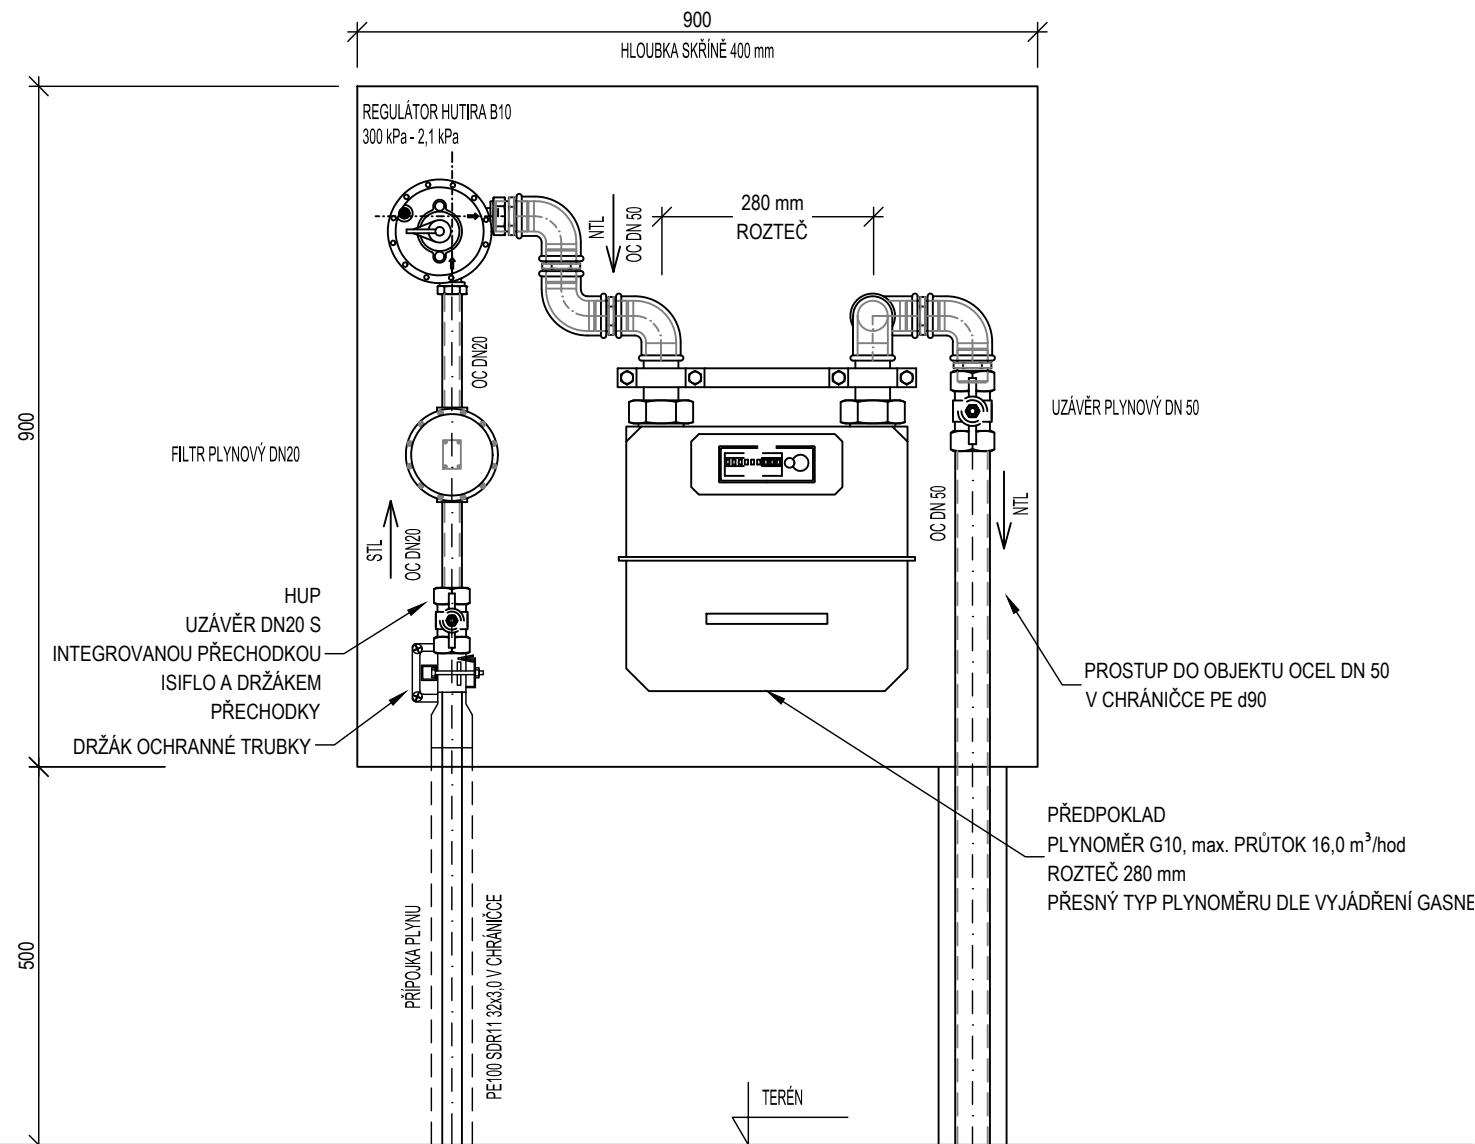 900
HLOUBKA SKŘÍNĚ 400 mm
REGULÁTOR HUTIRA B10
300 kPa - 2,1 kPa
NTL
OC DN 50
280 mm
ROZTEČ
OC DN20
900
FILTR PLYNOVÝ DN20
UZÁVĚR PLYNOVÝ DN 50
STL
OC DN20
OC DN 50
NTL
HUP
UZÁVĚR DN20 S
INTEGROVANOU PŘECHODKOU
ISIFLO A DRŽÁKEM
PŘECHODKY
DRŽÁK OCHRANNÉ TRUBKY
PROSTUP DO OBJEKTU OCEL DN 50
V CHRÁNIČCE PE d90
PŘEDPOKLAD
PLYNOMĚR G10, max. PRŮTOK 16,0 m³/hod
ROZTEČ 280 mm
PŘESNÝ TYP PLYNOMĚRU DLE VYJÁDŘENÍ GASNE
500
PŘÍPOJKA PLYNU
PE100 SDR11 32x3,0 V CHRÁNIČCE
TERÉN